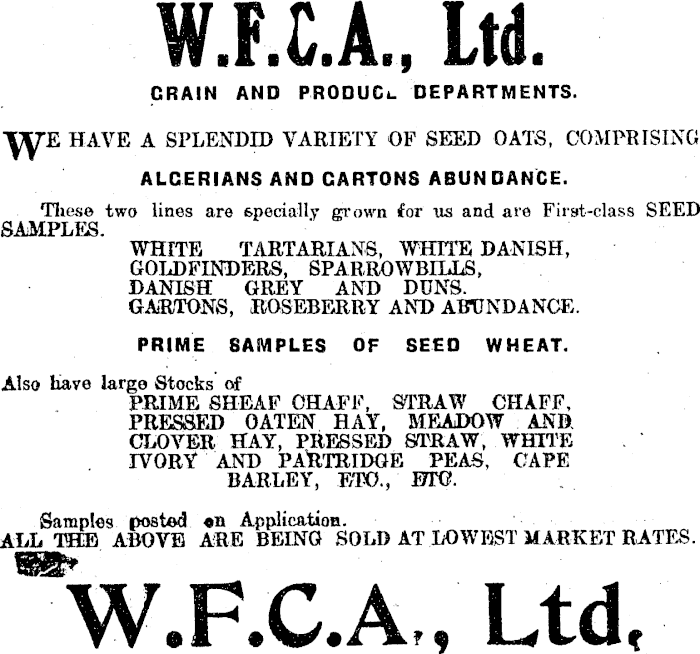 W.F.C.A., Ltd.
GRAIN AND PRODUCE DEPARTMENTS.
WE HAVE A SPLENDID VARIETY OF SEED OATS, COMPRISING
ALGERIANS AND GARTONS ABUNDANCE.
These two lines are specially grown for us and are First-class SEED
SAMPLES.
WHITE TARTARIANS, WHITE DANISH,
GOLDFINDERS, SPARROWBILLS,
DANISH GREY AND DUNS.
GARTONS, ROSEBERRY AND ABUNDANCE.
PRIME SAMPLES OF SEED WHEAT.
Also have large Stocks of
PRIME SHEAF CHAFF, STRAW CHAFF,
PRESSED OATEN HAY, MEADOW AND
CLOVER HAY, PRESSED STRAW, WHITE
IVORY AND PARTRIDGE PEAS, CAPE
BARLEY, ETC., ETC.
Samples posted on Application.
ALL THE ABOVE ARE BEING SOLD AT LOWEST MARKET RATES.
W.F.C.A., Ltd.